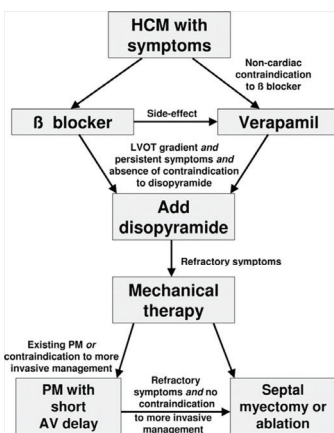 HCM with
symptoms
Non-cardiac
contraindication
to ß blocker
ß blocker
Side-effect
Verapamil
LVOT gradient and
persistent symptoms and
absence of contraindication
to disopyramide
Add
disopyramide
Refractory symptoms
Mechanical
therapy
Existing PM or
contraindication to more
invasive management
PM with
short
AV delay
Refractory
symptoms and no
contraindication
to more invasive
management
Septal
myectomy or
ablation